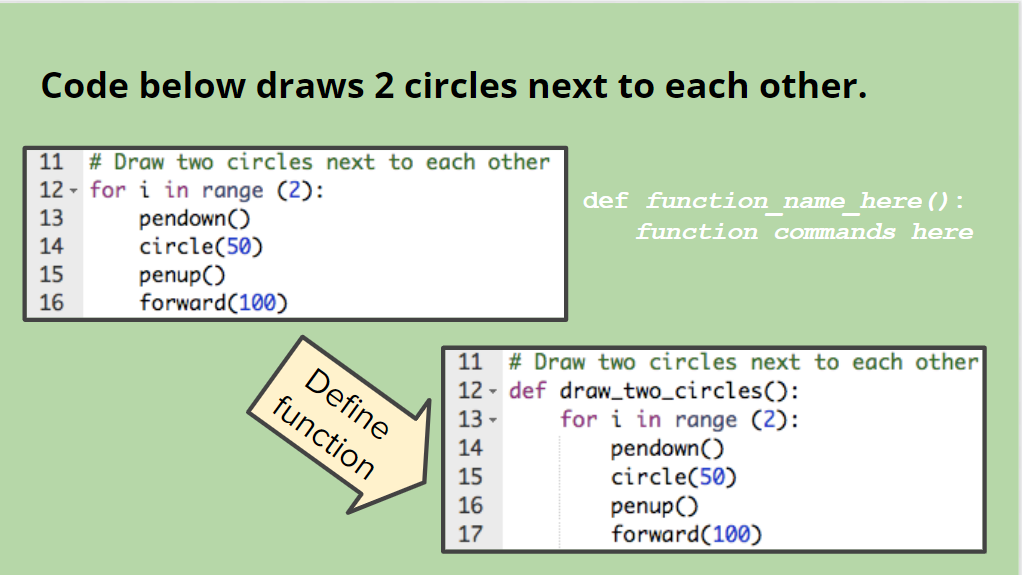 Code below draws 2 circles next to each other.
11 # Draw two circles next to each other
12 for i in range (2):
13 pendown()
14 circle(50)
15 penup()
16 forward(100)
def function_name_here():
function commands here
Define
function
11 # Draw two circles next to each other
12 def draw_two_circles():
13 for i in range (2):
14 pendown()
15 circle(50)
16 penup()
17 forward(100)